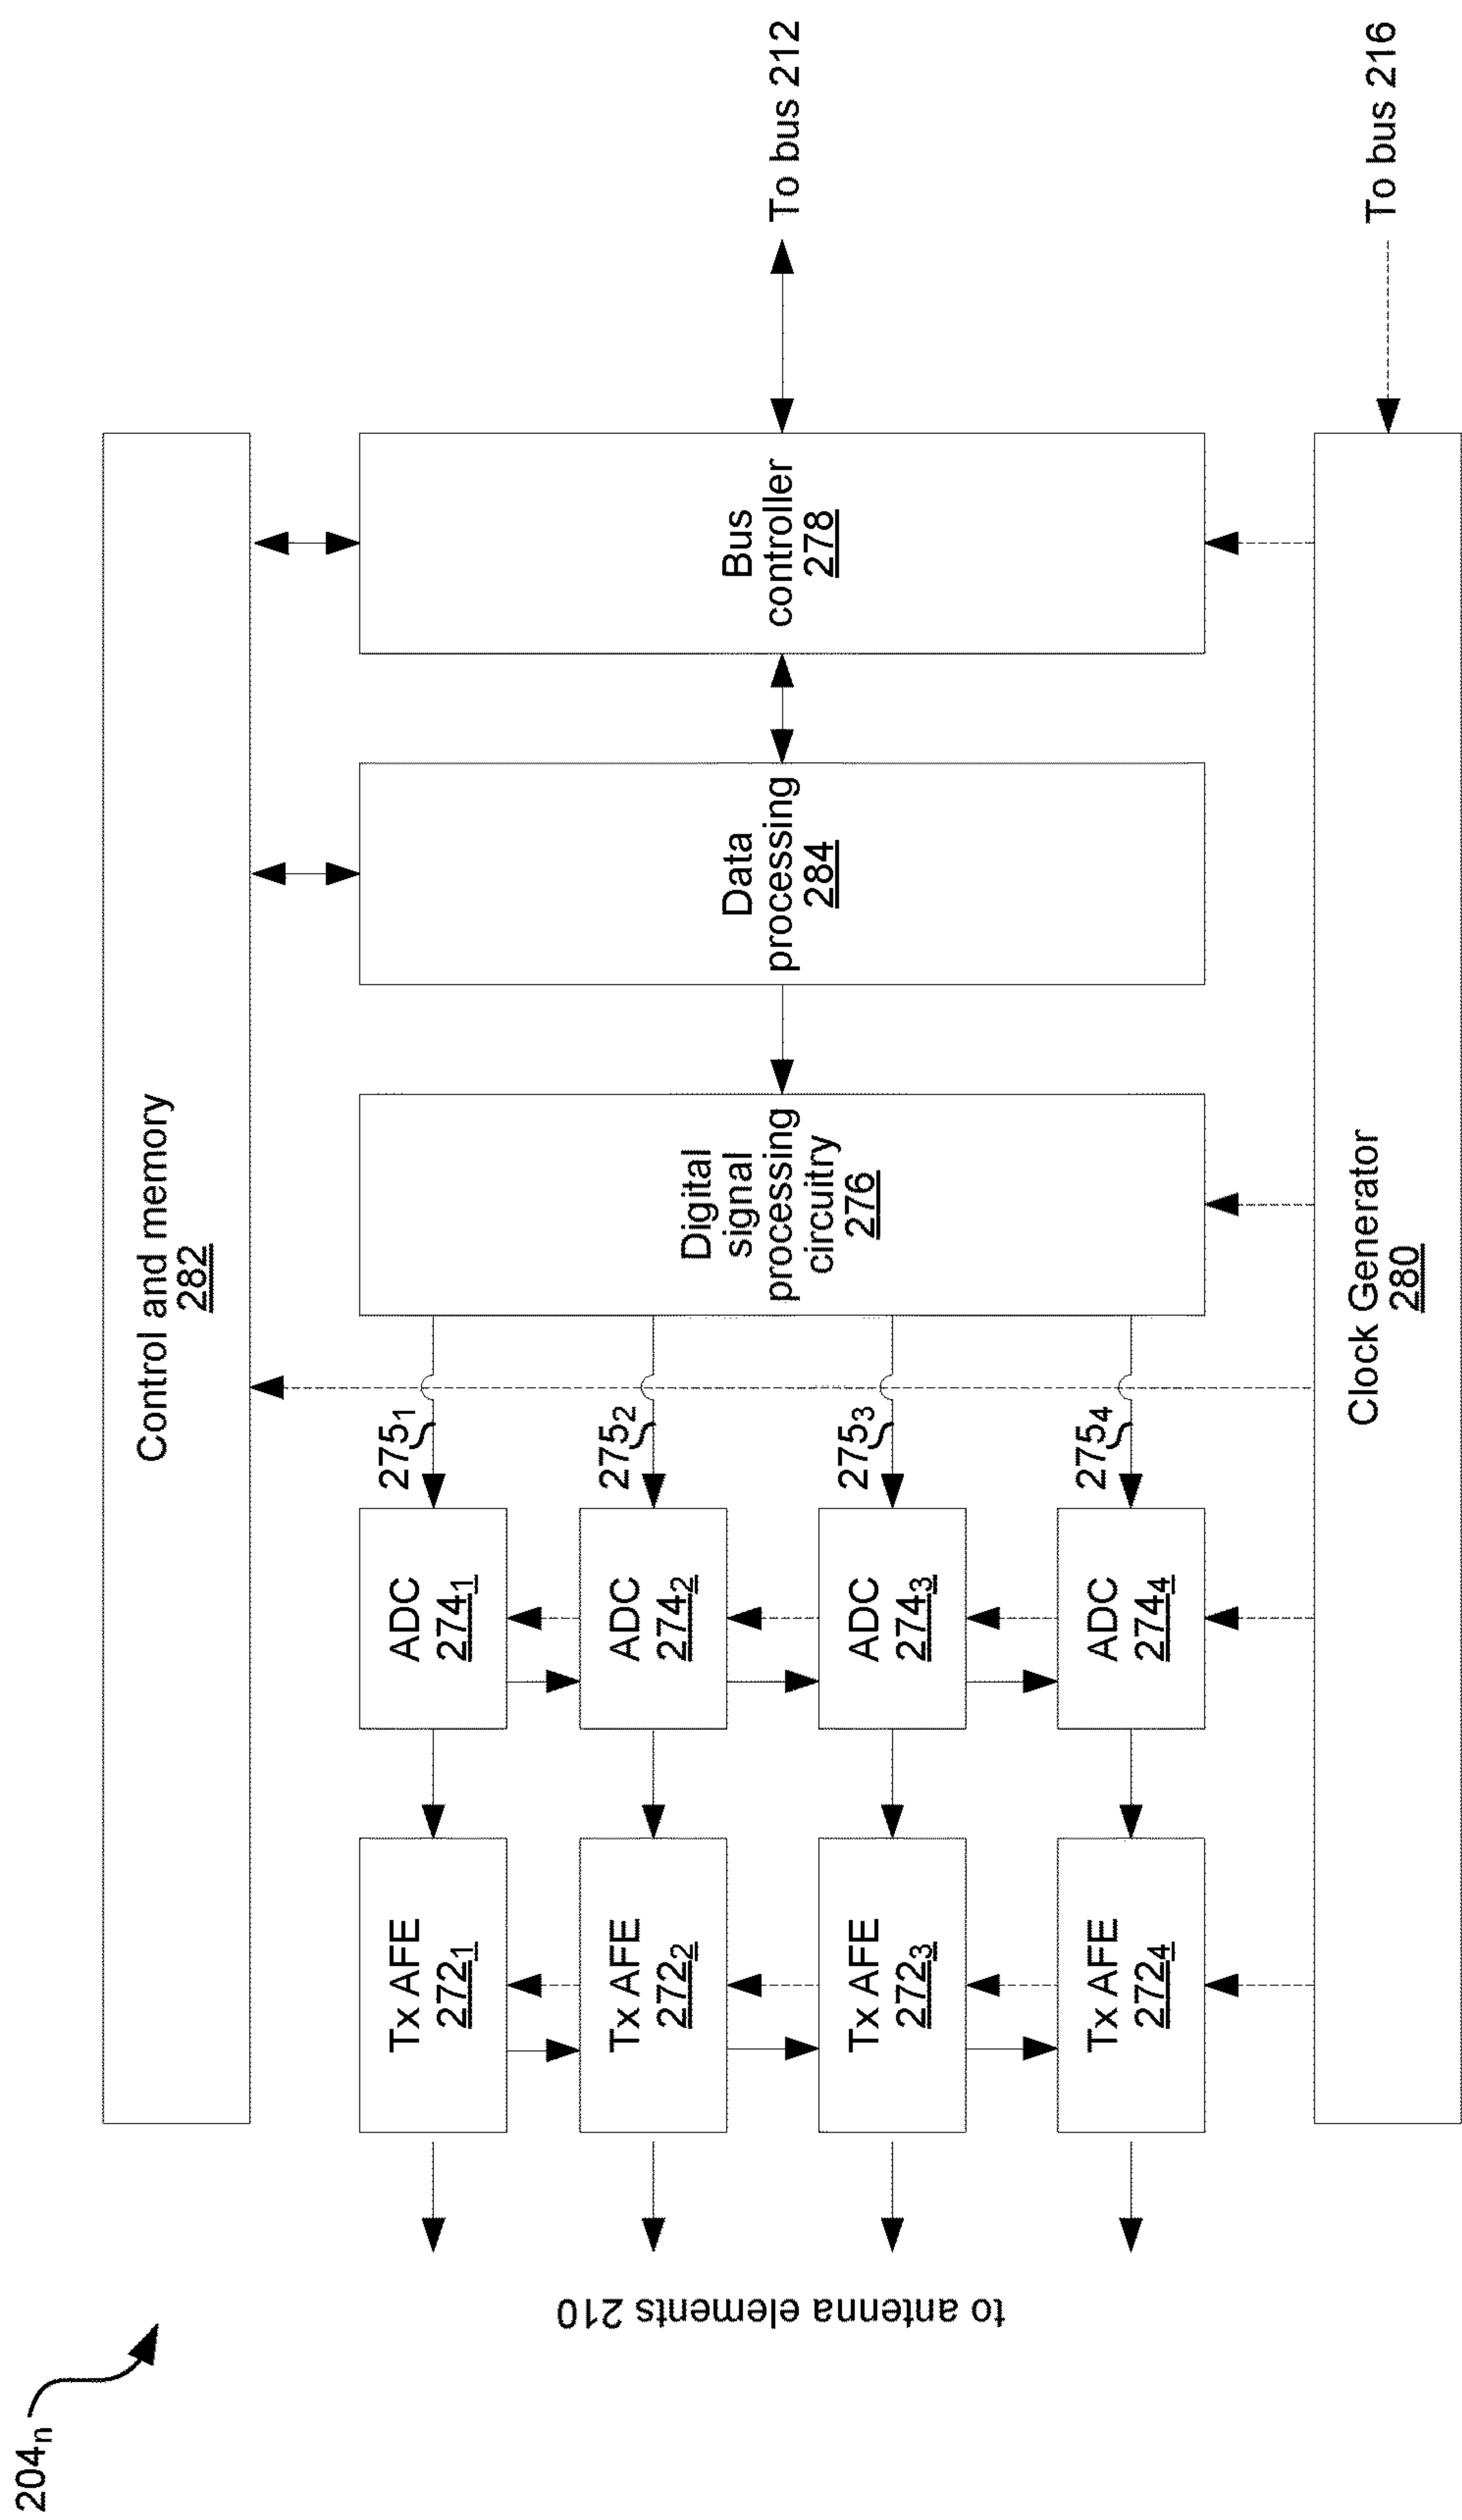 204n
Control and memory
282
Tx AFE
2721
ADC
2741
2751
Tx AFE
2722
ADC
2742
2752
Tx AFE
2723
ADC
2743
2753
Tx AFE
2724
ADC
2744
2754
to antenna elements 210
Digital
signal
processing
circuitry
276
Data
processing
284
Bus
controller
278
To bus 212
Clock Generator
280
To bus 216